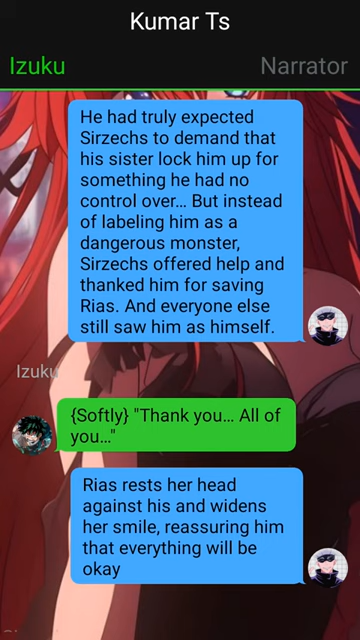 Kumar Ts
Izuku
Narrator
He had truly expected
Sirzechs to demand that
his sister lock him up for
something he had no
control over... But instead
of labeling him as a
dangerous monster,
Sirzechs offered help and
thanked him for saving
Rias. And everyone else
still saw him as himself.
Izuku
{Softly} "Thank you... All of
you..."
Rias rests her head
against his and widens
her smile, reassuring him
that everything will be
okay